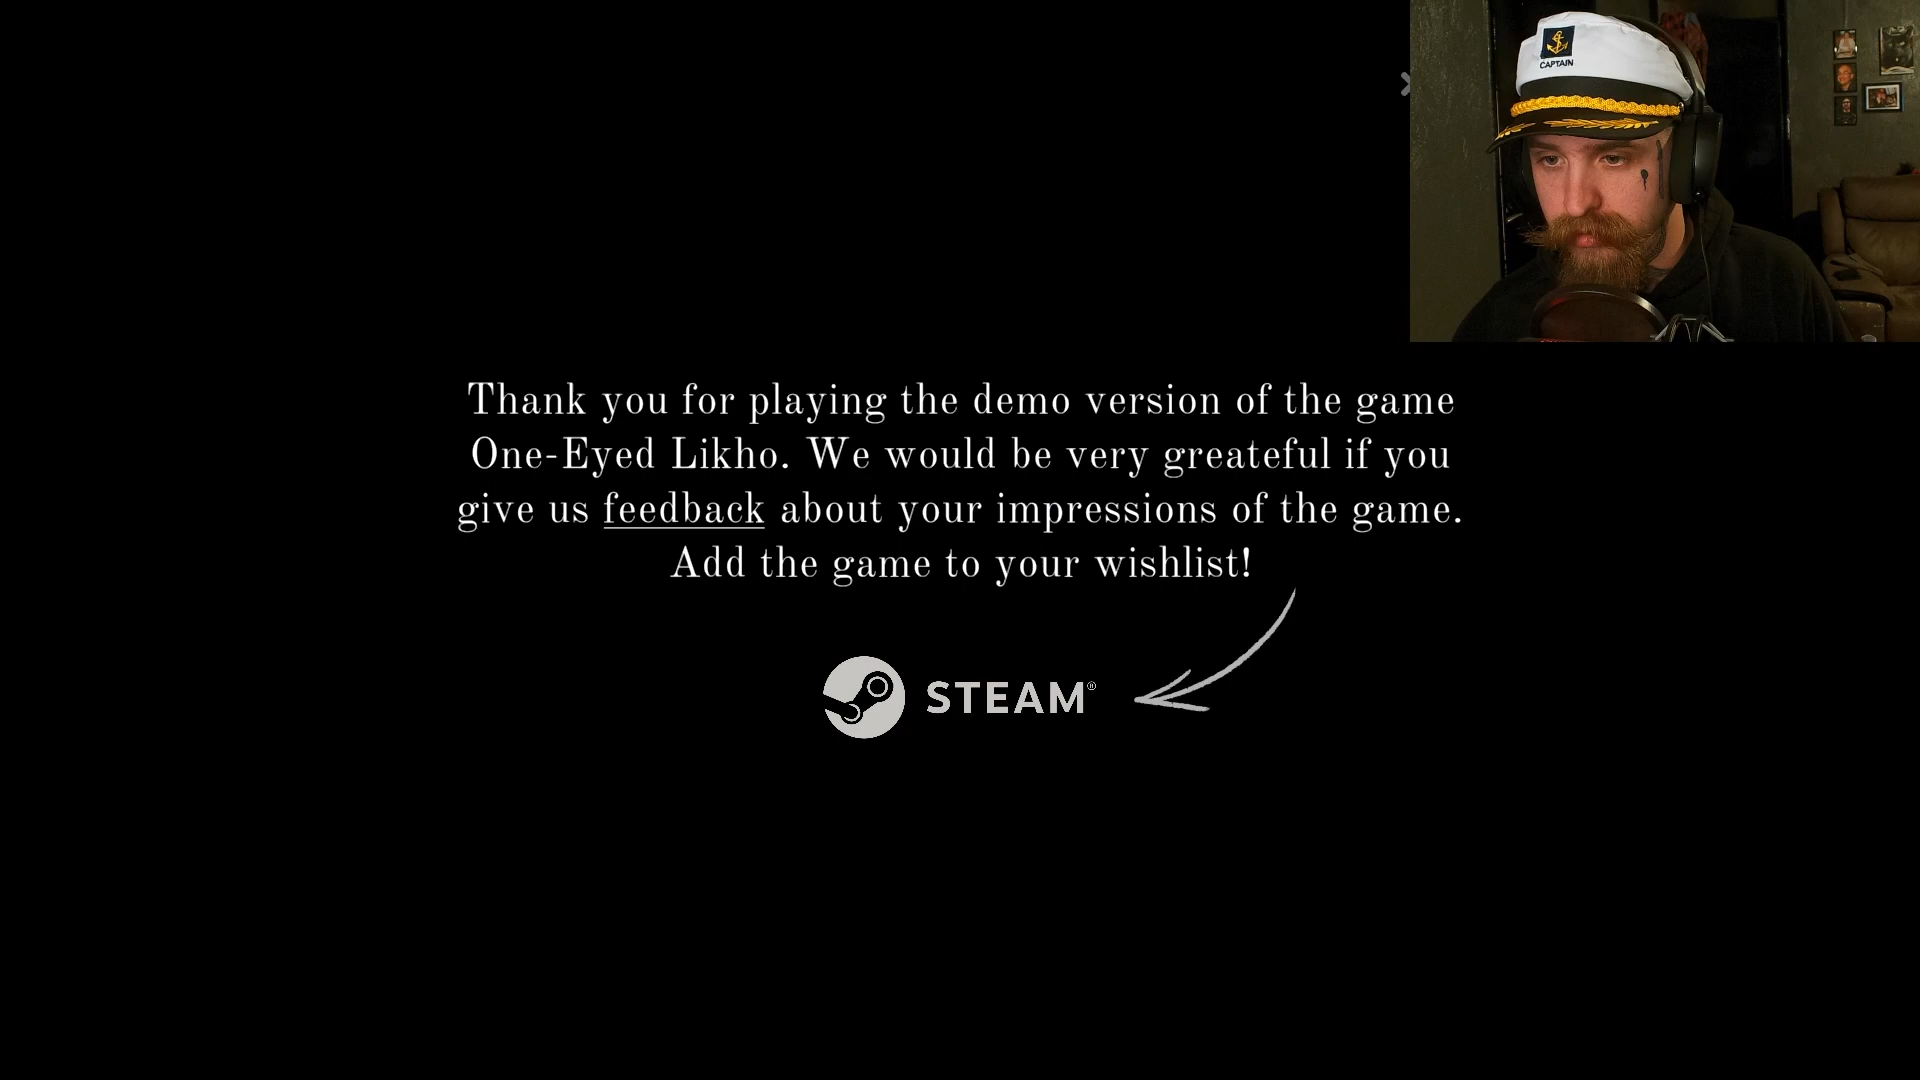 CAPTAIN
Thank you for playing the demo version of the game
One-Eyed Likho. We would be very greateful if you
give us feedback about your impressions of the game.
Add the game to your wishlist!
STEAM®